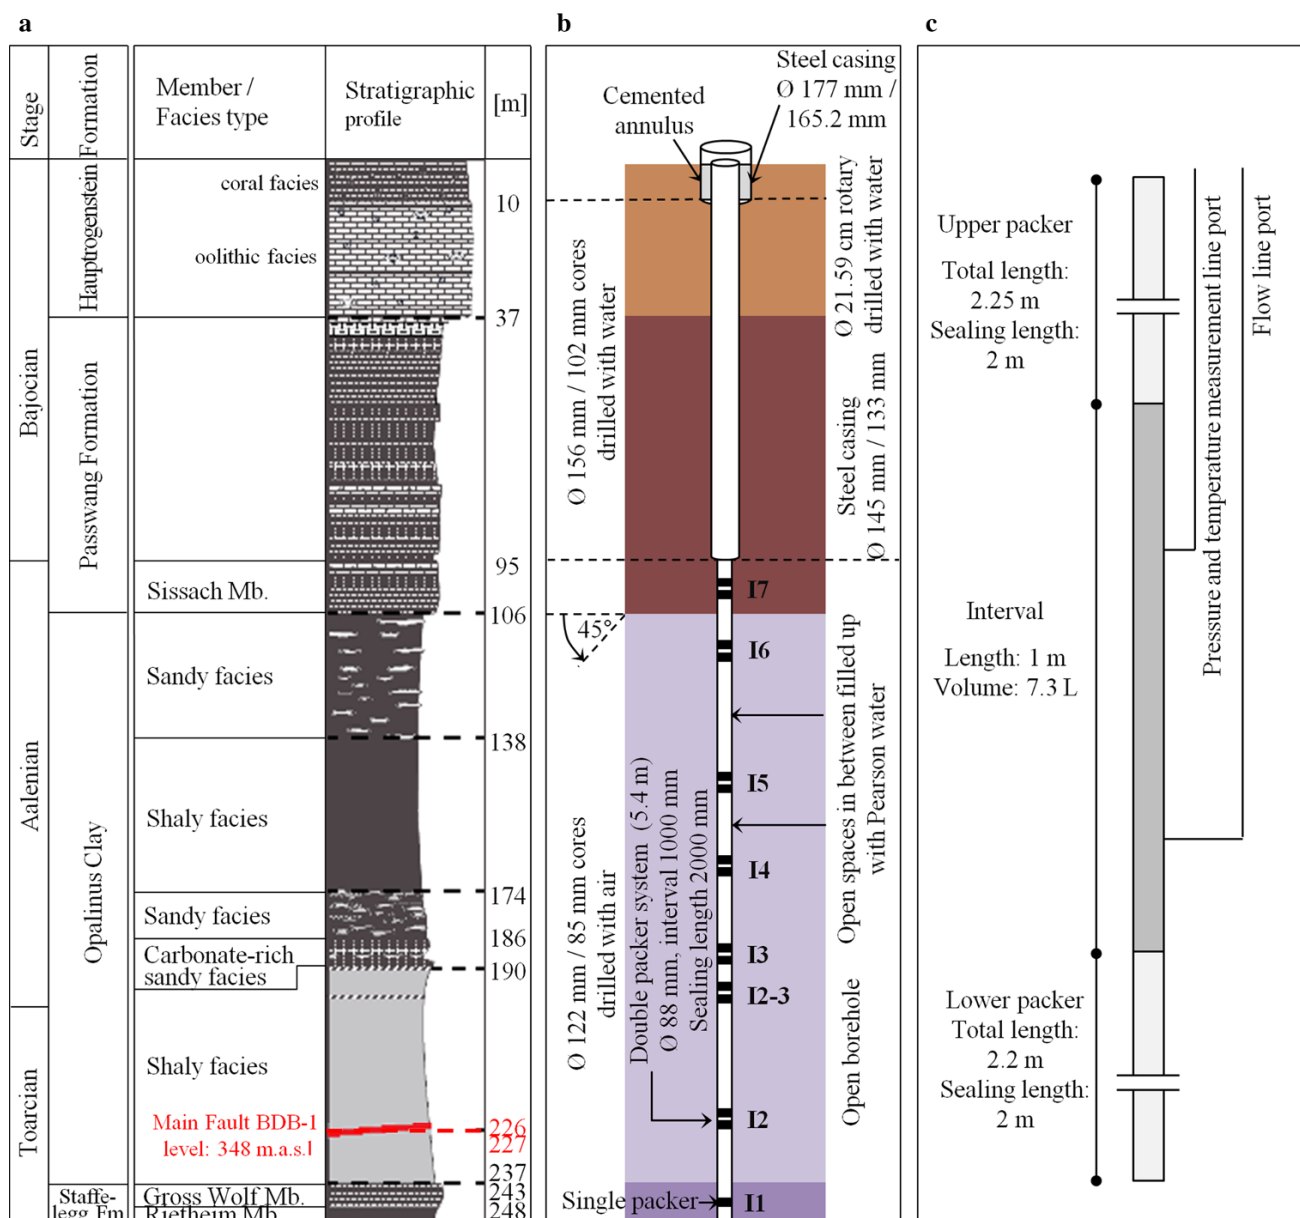 a
Stage
Formation
Member /
Facies type
Stratigraphic
profile
[m]
Bajocian
Aalenian
Toarcian
Hauptrogenstein
Passwang Formation
Opalinus Clay
Staffe-
legg Fm
coral facies
oolithic facies
Sissach Mb.
Sandy facies
Shaly facies
Sandy facies
Carbonate-rich
sandy facies
Shaly facies
Main Fault BDB-1
level: 348 m.a.s.l
Gross Wolf Mb.
Rietheim Mb.
10
37
95
106
138
174
186
190
226
227
237
243
248
b
Cemented
annulus
Steel casing
Ø 177 mm /
165.2 mm
Ø 156 mm / 102 mm cores
drilled with water
Ø 21.59 cm rotary
drilled with water
Steel casing
Ø 145 mm / 133 mm
45°
Ø 122 mm / 85 mm cores
drilled with air
Double packer system (5.4 m)
Ø 88 mm, interval 1000 mm
Sealing length 2000 mm
Open spaces in between filled up
with Pearson water
Open borehole
I7
I6
I5
I4
I3
I2-3
I2
Single packer
I1
c
Upper packer
Total length:
2.25 m
Sealing length:
2 m
Interval
Length: 1 m
Volume: 7.3 L
Lower packer
Total length:
2.2 m
Sealing length:
2 m
Pressure and temperature measurement line port
Flow line port